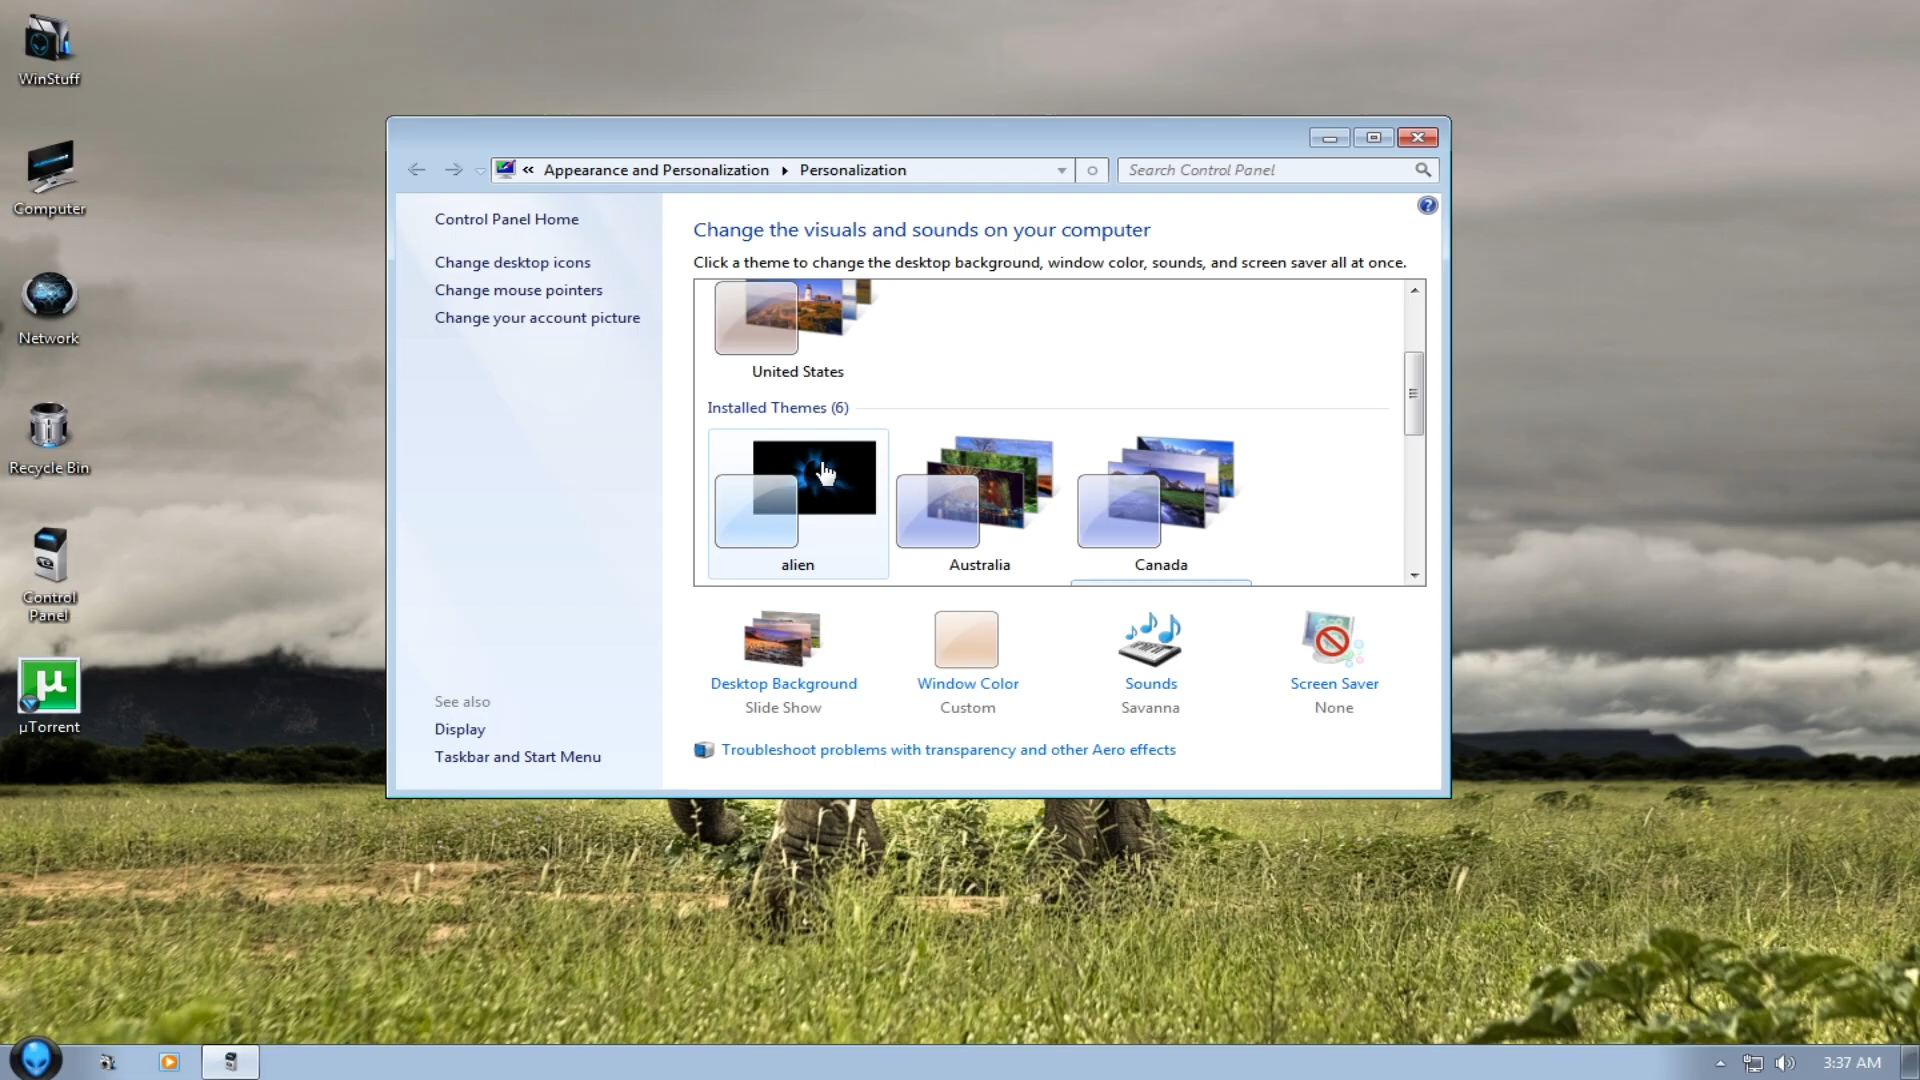 WinStuff
Computer
Network
Recycle Bin
Control
Panel
µ
µTorrent
« Appearance and Personalization Personalization
Search Control Panel
?
Control Panel Home
Change desktop icons
Change mouse pointers
Change your account picture
See also
Display
Taskbar and Start Menu
Change the visuals and sounds on your computer
Click a theme to change the desktop background, window color, sounds, and screen saver all at once.
United States
Installed Themes (6)
alien
Australia
Canada
Desktop Background
Slide Show
Window Color
Custom
Sounds
Savanna
Screen Saver
None
Troubleshoot problems with transparency and other Aero effects
3:37 AM